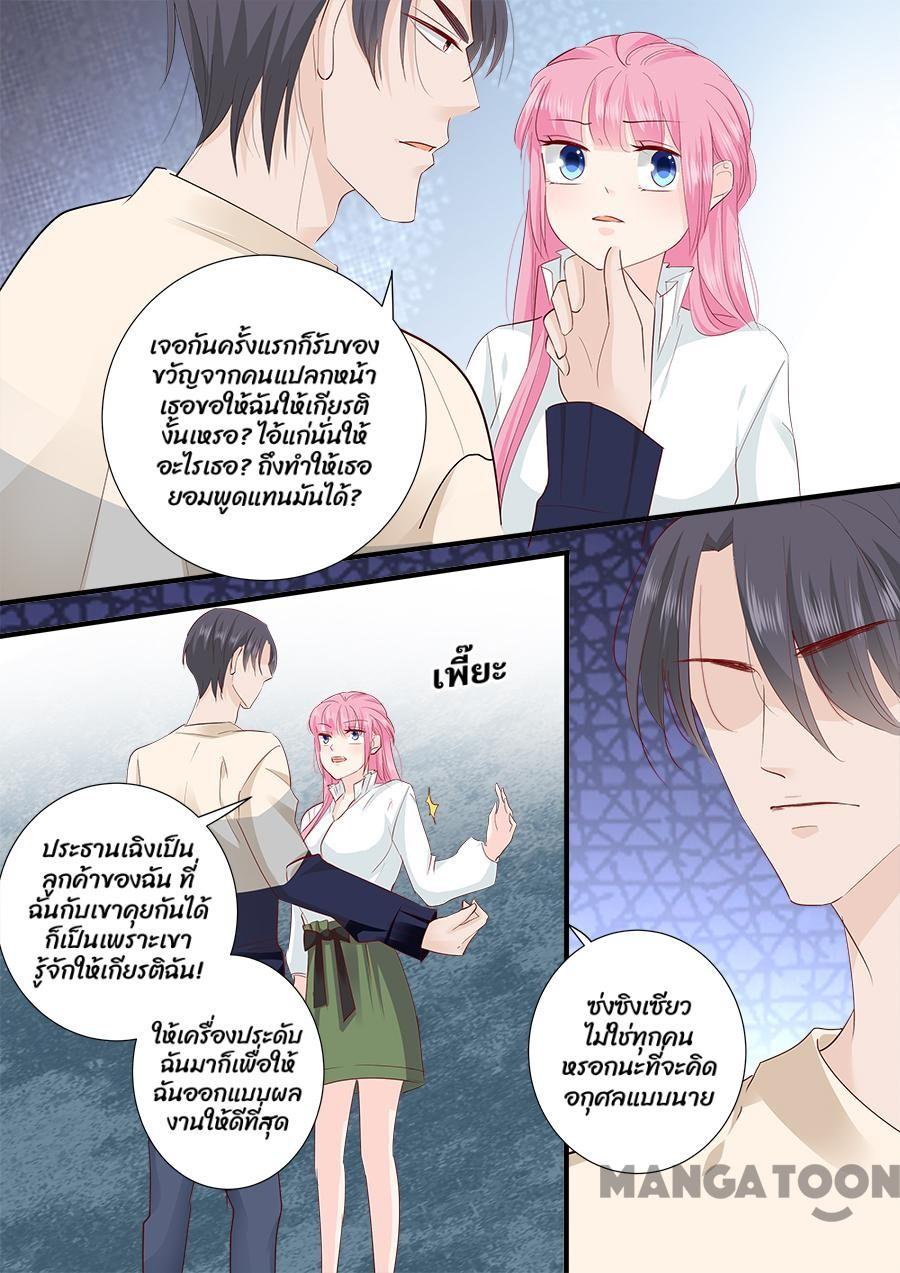 เจอกันครั้งแรกก็รับของ
ขวัญจากคนแปลกหน้า
เธอขอให้ฉันให้เกียรติ
งั้นเหรอ? ไอ้แก่นั่นให้
อะไรเธอ? ถึงทำให้เธอ
ยอมพูดแทนมันได้?
เพี๊ยะ
ประธานเฉิงเป็น
ลูกค้าของฉัน ที่
ฉันกับเขาคุยกันได้
ก็เป็นเพราะเขา
รู้จักให้เกียรติฉัน!
ให้เครื่องประดับ
ฉันมาก็เพื่อให้
ฉันออกแบบผล
งานให้ดีที่สุด
ซ่งซิงเซียว
ไม่ใช่ทุกคน
หรอกนะที่จะคิด
อกุศลแบบนาย
MANGATOON